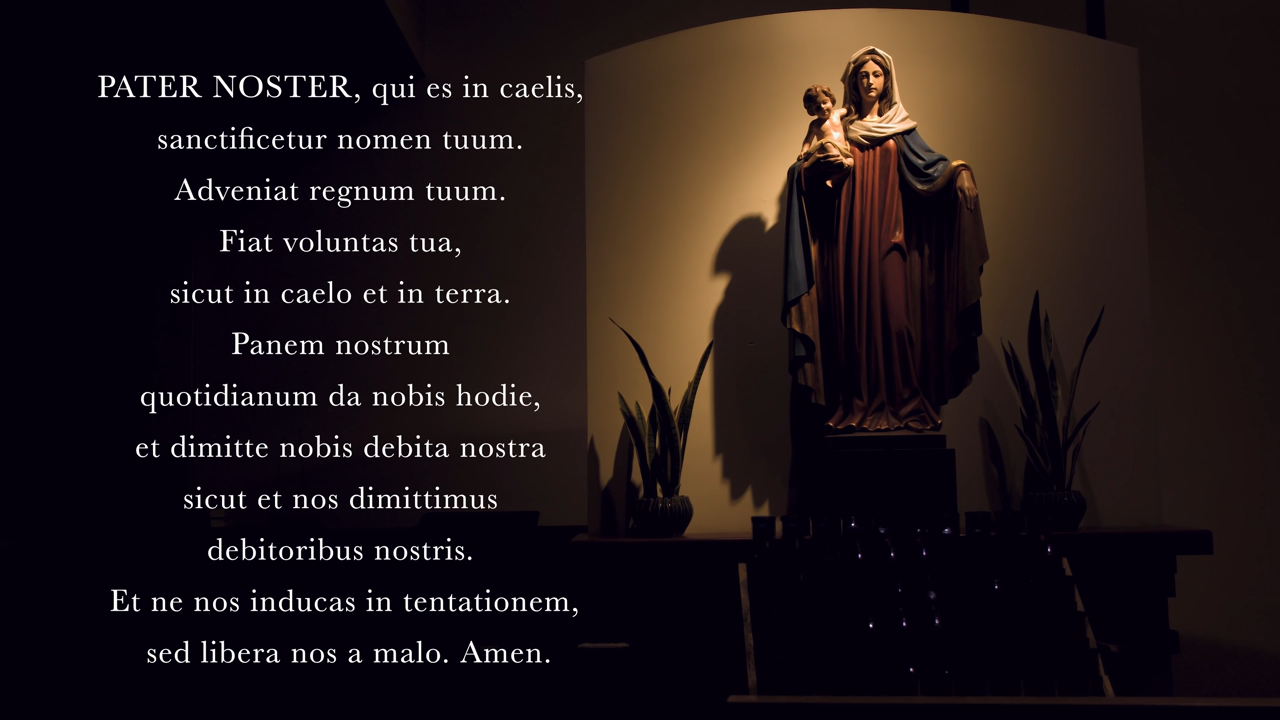 PATER NOSTER, qui es in caelis,
sanctificetur nomen tuum.
Adveniat regnum tuum.
Fiat voluntas tua,
sicut in caelo et in terra.
Panem nostrum
quotidianum da nobis hodie,
et dimitte nobis debita nostra
sicut et nos dimittimus
debitoribus nostris.
Et ne nos inducas in tentationem,
sed libera nos a malo. Amen.